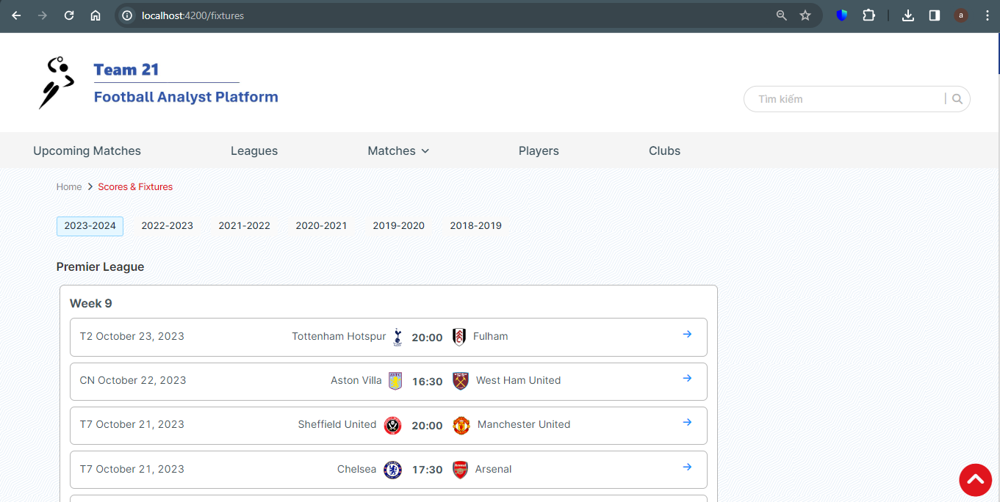 localhost:4200/fixtures
a
Team 21
Football Analyst Platform
Tìm kiếm
Upcoming Matches Leagues Matches Players Clubs
Home Scores & Fixtures
2023-2024 2022-2023 2021-2022 2020-2021 2019-2020 2018-2019
Premier League
Week 9
T2 October 23, 2023 Tottenham Hotspur 20:00 Fulham
CN October 22, 2023 Aston Villa AVFC 16:30 West Ham United
T7 October 21, 2023 Sheffield United 20:00 Manchester United
T7 October 21, 2023 Chelsea 17:30 Arsenal Arsenal